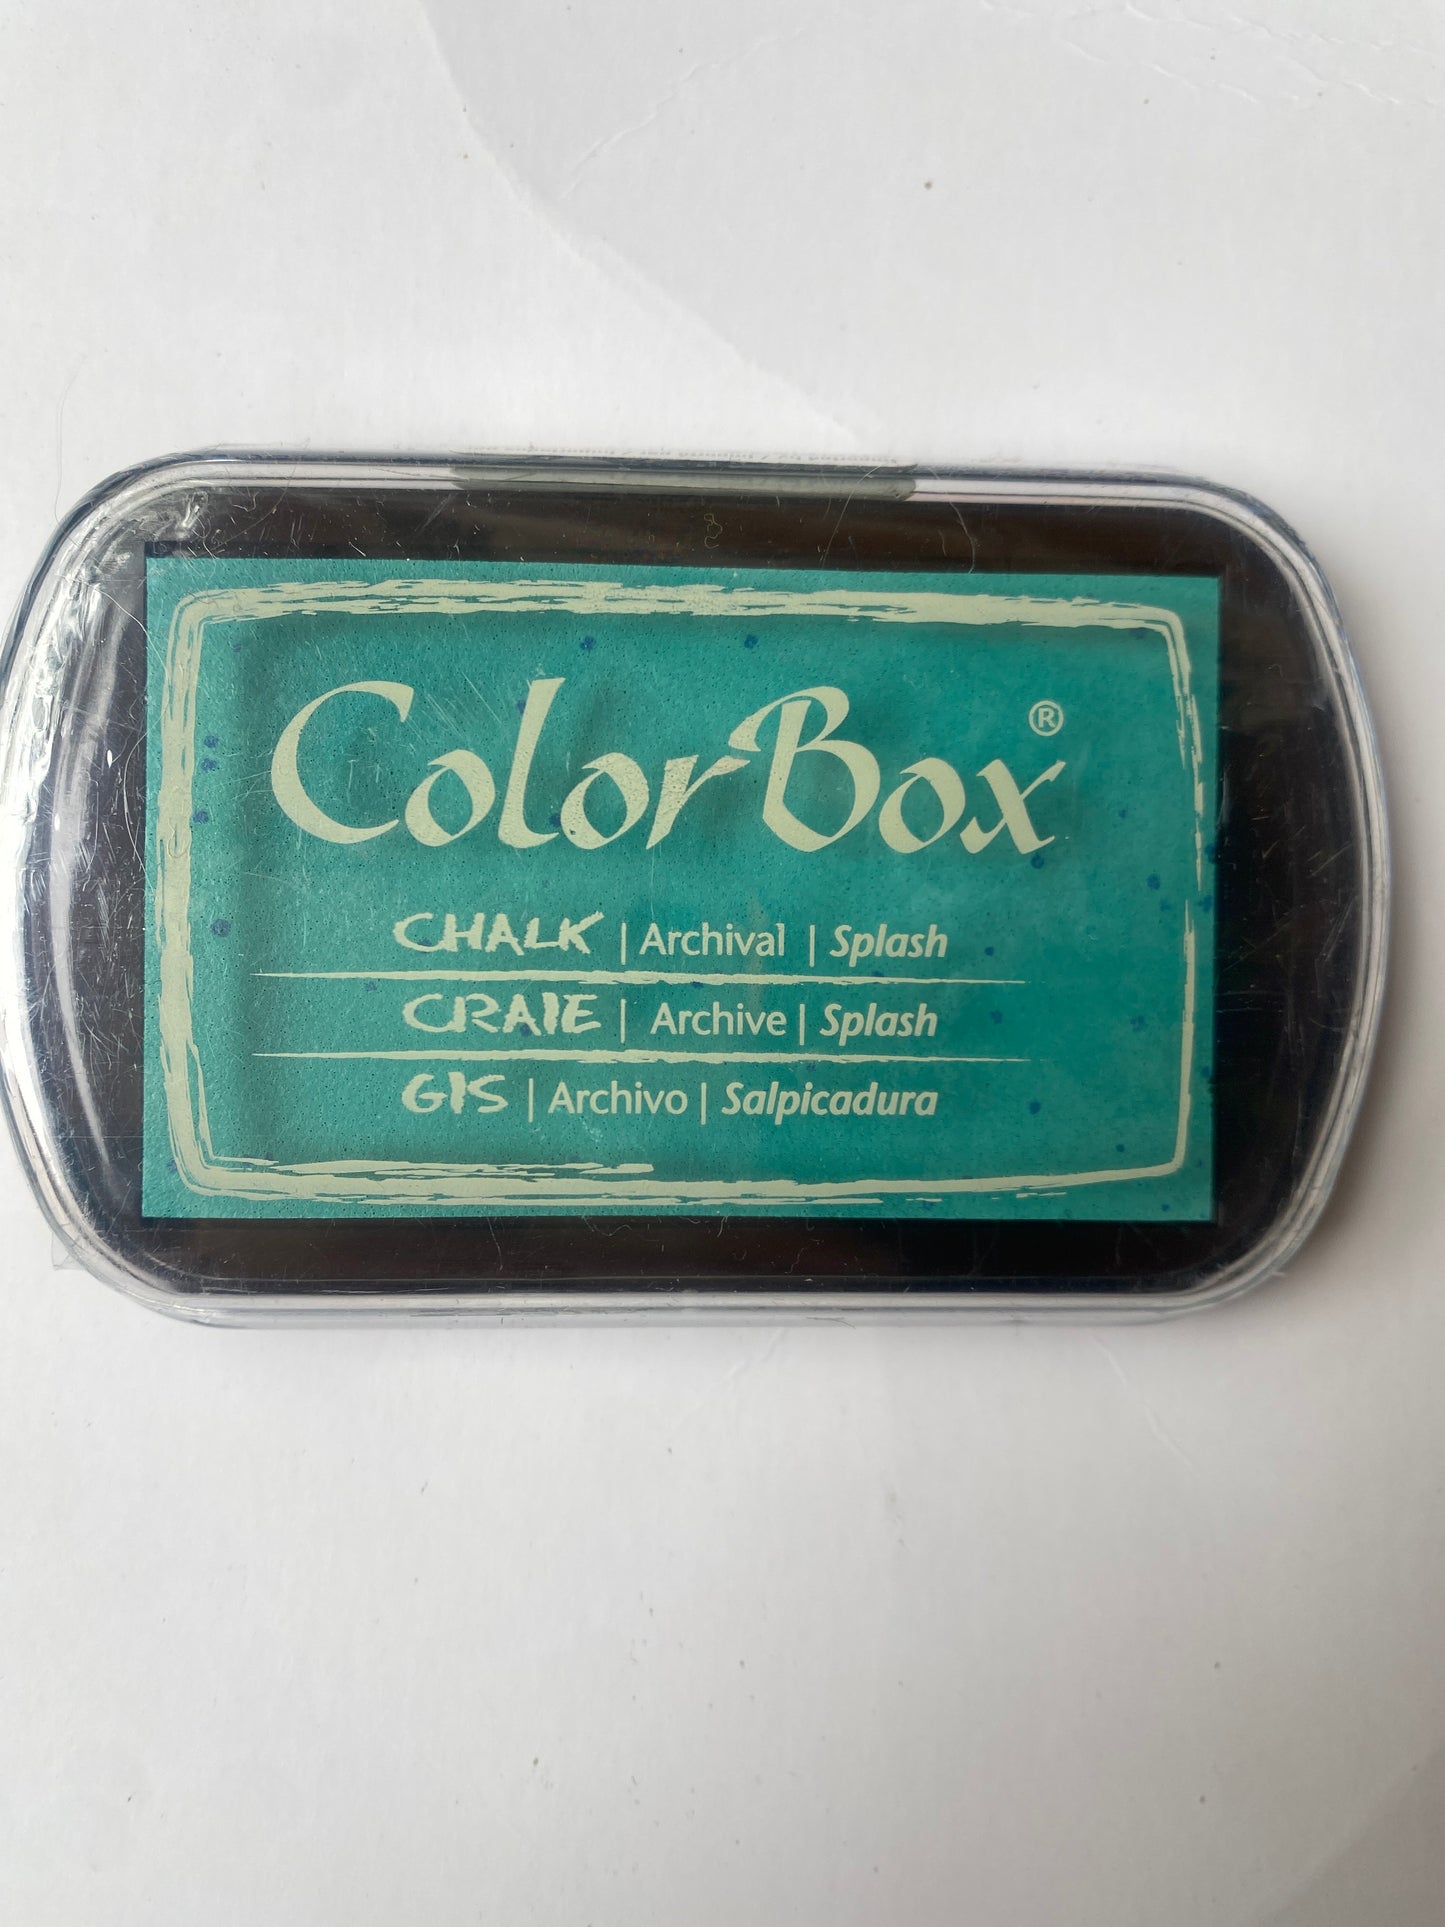 ColorBox®
CHALK | Archival | Splash
CRAIE | Archive | Splash
GIS | Archivo | Salpicadura